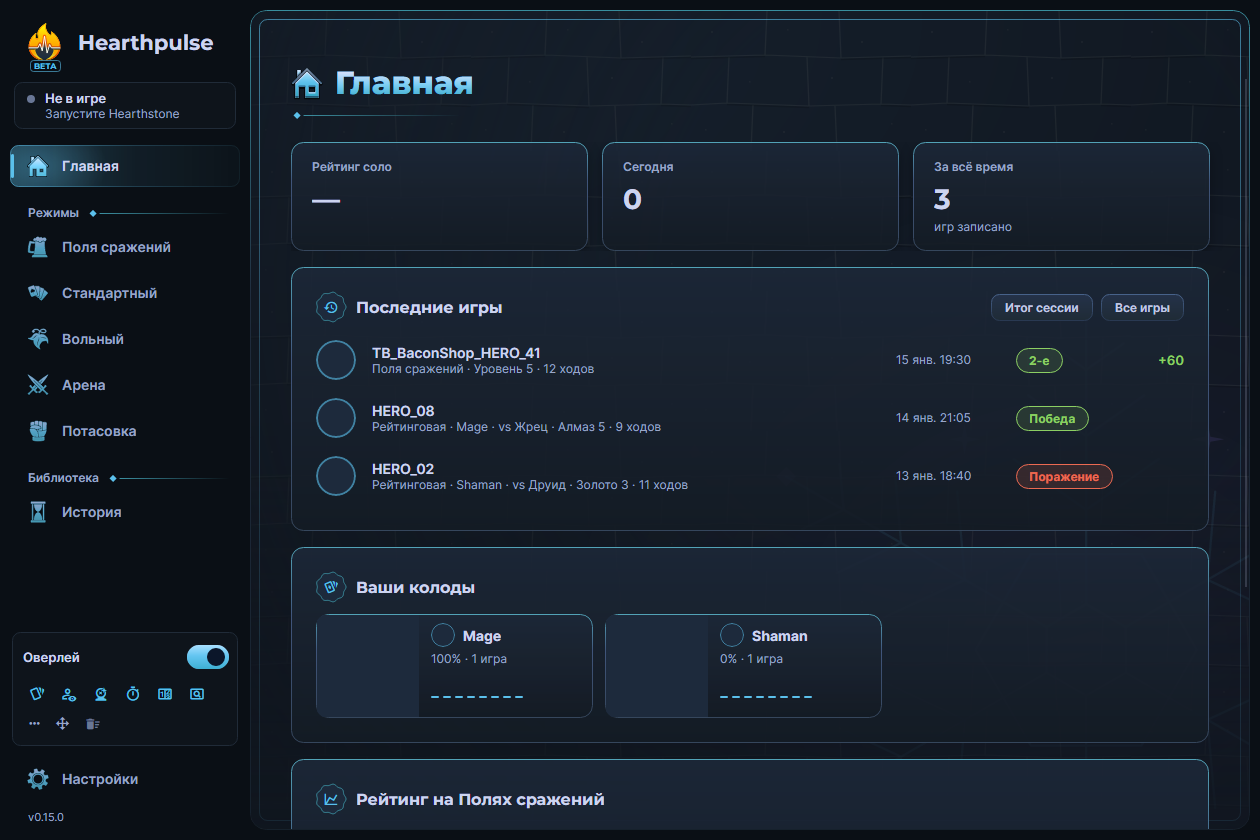 Hearthpulse
BETA
Не в игре
Запустите Hearthstone
Главная
Режимы
Поля сражений
Стандартный
Вольный
Арена
Потасовка
Библиотека
История
Оверлей
Настройки
v0.15.0
Главная
Рейтинг соло
—
Сегодня
0
За всё время
3
игр записано
Последние игры
Итог сессии
Все игры
TB_BaconShop_HERO_41
Поля сражений · Уровень 5 · 12 ходов
15 янв. 19:30
2-е
+60
HERO_08
Рейтинговая · Mage · vs Жрец · Алмаз 5 · 9 ходов
14 янв. 21:05
Победа
HERO_02
Рейтинговая · Shaman · vs Друид · Золото 3 · 11 ходов
13 янв. 18:40
Поражение
Ваши колоды
Mage
100% · 1 игра
Shaman
0% · 1 игра
Рейтинг на Полях сражений